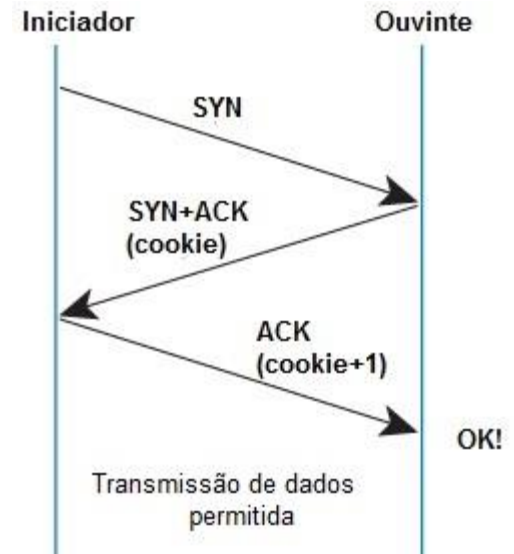 Iniciador
Ouvinte
SYN
SYN+ACK
(cookie)
ACK
(cookie+1)
OK!
Transmissão de dados
permitida